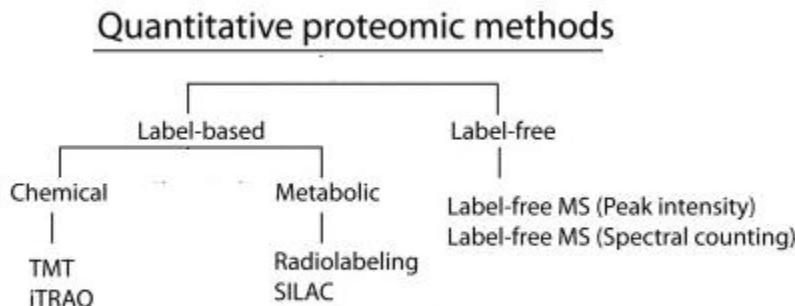 Quantitative proteomic methods
Label-based
Label-free
Chemical
Metabolic
Label-free MS (Peak intensity)
Label-free MS (Spectral counting)
TMT
iTRAQ
Radiolabeling
SILAC